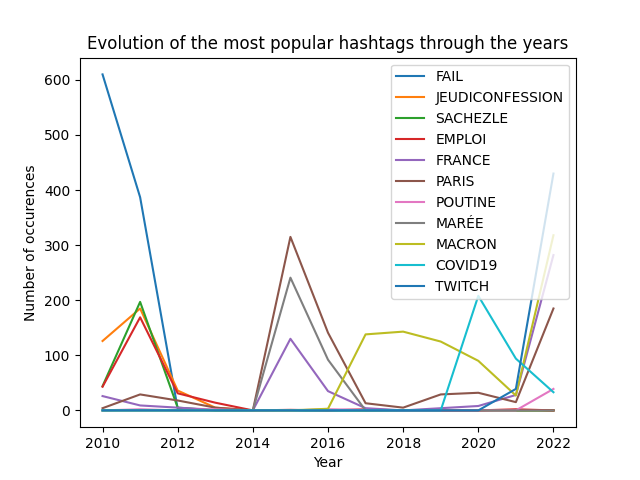 Evolution of the most popular hashtags through the years
Number of occurences
600
500
400
300
200
100
0
FAIL
JEUDICONFESSION
SACHEZLE
EMPLOI
FRANCE
PARIS
POUTINE
MARÉE
MACRON
COVID19
TWITCH
2010 2012 2014 2016 2018 2020 2022
Year